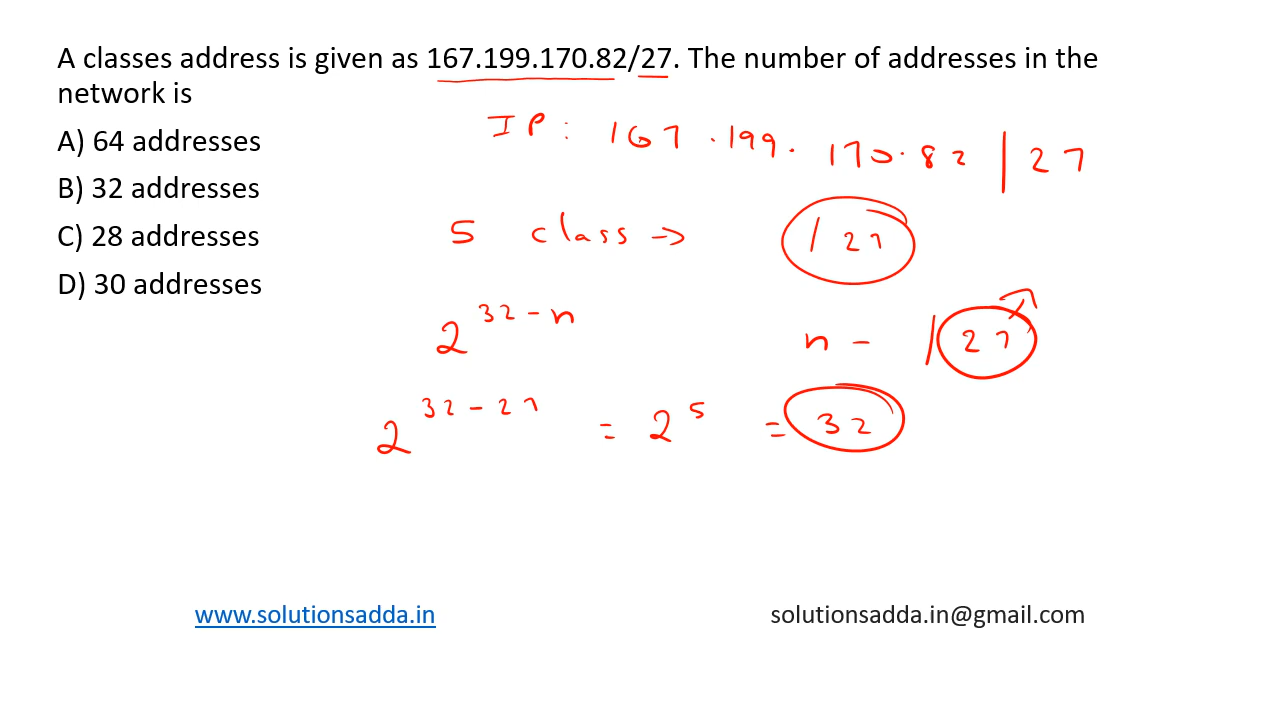 A classes address is given as 167.199.170.82/27. The number of addresses in the
network is
A) 64 addresses
B) 32 addresses
C) 28 addresses
D) 30 addresses
IP: 167.199.170.82/27
5 class → /27
2^32-n n - /27
2^32-27 = 2^5 = 32
www.solutionsadda.in solutionsadda.in@gmail.com